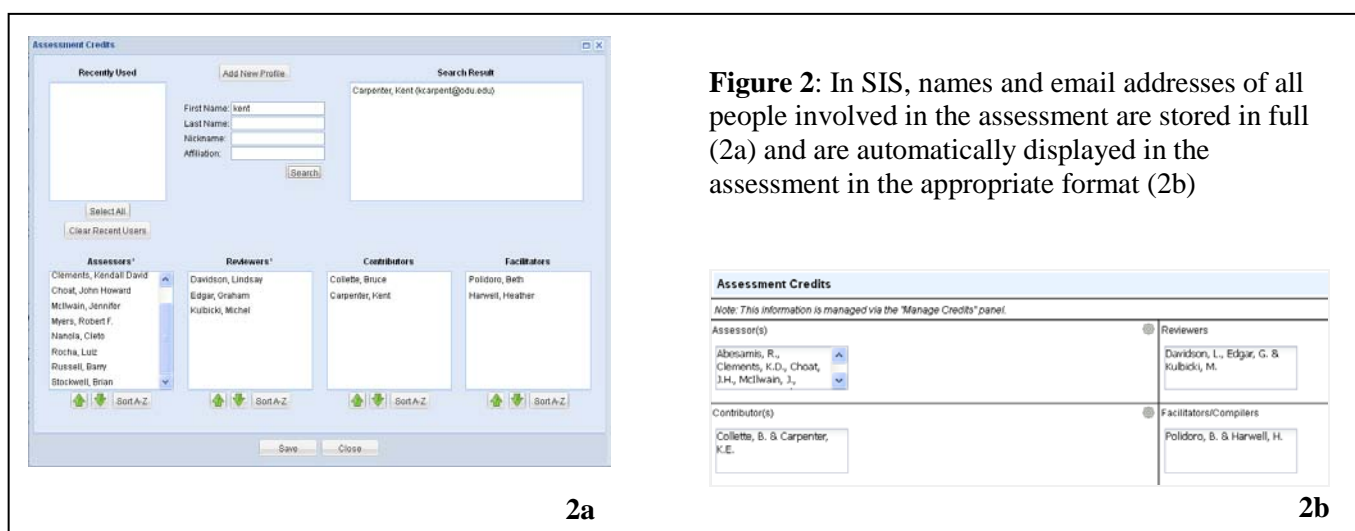 Assessment Credits
Recently Used
Add New Profile
Search Result
Carpenter, Kent (kcarpent@odu.edu)
First Name: kent
Last Name:
Nickname:
Affiliation:
Search
Select All
Clear Recent Users
Assessors*
Reviewers*
Contributors
Facilitators
Clements, Kendall David
Choat, John Howard
McIlwain, Jennifer
Myers, Robert F.
Nanola, Cleto
Rocha, Luiz
Russell, Barry
Stockwell, Brian
Davidson, Lindsay
Edgar, Graham
Kulbicki, Michel
Collette, Bruce
Carpenter, Kent
Polidoro, Beth
Harwell, Heather
Sort A-Z
Sort A-Z
Sort A-Z
Sort A-Z
Save
Close
2a
Figure 2: In SIS, names and email addresses of all
people involved in the assessment are stored in full
(2a) and are automatically displayed in the
assessment in the appropriate format (2b)
Assessment Credits
Note: This information is managed via the "Manage Credits" panel.
Assessor(s)
Abesamis, R.,
Clements, K.D., Choat,
J.H., McIlwain, J.,
Reviewers
Davidson, L., Edgar, G. &
Kulbicki, M.
Contributor(s)
Collette, B. & Carpenter,
K.E.
Facilitators/Compilers
Polidoro, B. & Harwell, H.
2b